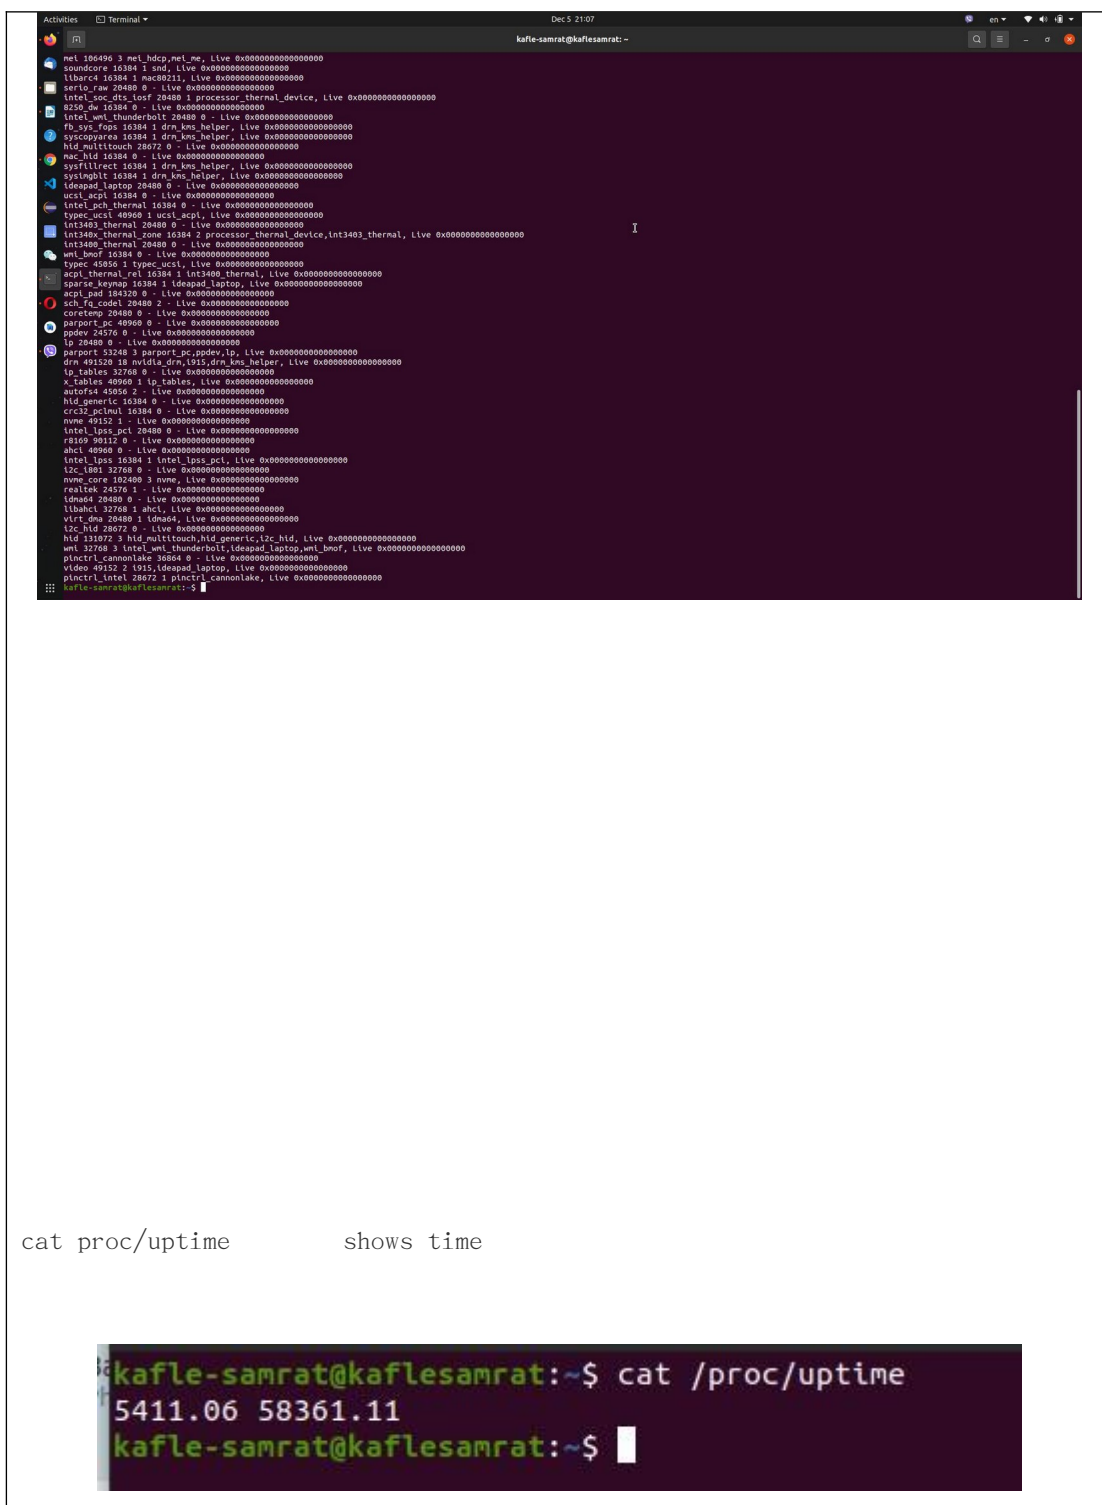 Activities Terminal Dec 5 21:07 en
kafle-samrat@kaflesamrat: ~
mei 106496 3 mei_hdcp,mei_me, Live 0x0000000000000000
soundcore 16384 1 snd, Live 0x0000000000000000
libarc4 16384 1 mac80211, Live 0x0000000000000000
serio_raw 20480 0 - Live 0x0000000000000000
intel_soc_dts_iosf 20480 1 processor_thermal_device, Live 0x0000000000000000
8250_dw 16384 0 - Live 0x0000000000000000
intel_wmi_thunderbolt 20480 0 - Live 0x0000000000000000
fb_sys_fops 16384 1 drm_kms_helper, Live 0x0000000000000000
syscopyarea 16384 1 drm_kms_helper, Live 0x0000000000000000
hid_multitouch 28672 0 - Live 0x0000000000000000
mac_hid 16384 0 - Live 0x0000000000000000
sysfillrect 16384 1 drm_kms_helper, Live 0x0000000000000000
sysimgblt 16384 1 drm_kms_helper, Live 0x0000000000000000
ideapad_laptop 20480 0 - Live 0x0000000000000000
ucsi_acpi 16384 0 - Live 0x0000000000000000
intel_pch_thermal 16384 0 - Live 0x0000000000000000
typec_ucsi 40960 1 ucsi_acpi, Live 0x0000000000000000
int3403_thermal 20480 0 - Live 0x0000000000000000
int340x_thermal_zone 16384 2 processor_thermal_device,int3403_thermal, Live 0x0000000000000000
int3400_thermal 20480 0 - Live 0x0000000000000000
wmi_bmof 16384 0 - Live 0x0000000000000000
typec 45056 1 typec_ucsi, Live 0x0000000000000000
acpi_thermal_rel 16384 1 int3400_thermal, Live 0x0000000000000000
sparse_keymap 16384 1 ideapad_laptop, Live 0x0000000000000000
acpi_pad 184320 0 - Live 0x0000000000000000
sch_fq_codel 20480 2 - Live 0x0000000000000000
coretemp 20480 0 - Live 0x0000000000000000
parport_pc 40960 0 - Live 0x0000000000000000
ppdev 24576 0 - Live 0x0000000000000000
lp 20480 0 - Live 0x0000000000000000
parport 53248 3 parport_pc,ppdev,lp, Live 0x0000000000000000
drm 491520 18 nvidia_drm,i915,drm_kms_helper, Live 0x0000000000000000
ip_tables 32768 0 - Live 0x0000000000000000
x_tables 40960 1 ip_tables, Live 0x0000000000000000
autofs4 45056 2 - Live 0x0000000000000000
hid_generic 16384 0 - Live 0x0000000000000000
crc32_pclmul 16384 0 - Live 0x0000000000000000
nvme 49152 1 - Live 0x0000000000000000
intel_lpss_pci 20480 0 - Live 0x0000000000000000
r8169 90112 0 - Live 0x0000000000000000
ahci 40960 0 - Live 0x0000000000000000
intel_lpss 16384 1 intel_lpss_pci, Live 0x0000000000000000
i2c_i801 32768 0 - Live 0x0000000000000000
nvme_core 102400 3 nvme, Live 0x0000000000000000
realtek 24576 1 - Live 0x0000000000000000
idma64 20480 0 - Live 0x0000000000000000
libahci 32768 1 ahci, Live 0x0000000000000000
virt_dma 20480 1 idma64, Live 0x0000000000000000
i2c_hid 28672 0 - Live 0x0000000000000000
hid 131072 3 hid_multitouch,hid_generic,i2c_hid, Live 0x0000000000000000
wmi 32768 3 intel_wmi_thunderbolt,ideapad_laptop,wmi_bmof, Live 0x0000000000000000
pinctrl_cannonlake 36864 0 - Live 0x0000000000000000
video 49152 2 i915,ideapad_laptop, Live 0x0000000000000000
pinctrl_intel 28672 1 pinctrl_cannonlake, Live 0x0000000000000000
kafle-samrat@kaflesamrat:~$
cat proc/uptime shows time
kafle-samrat@kaflesamrat:~$ cat /proc/uptime
5411.06 58361.11
kafle-samrat@kaflesamrat:~$